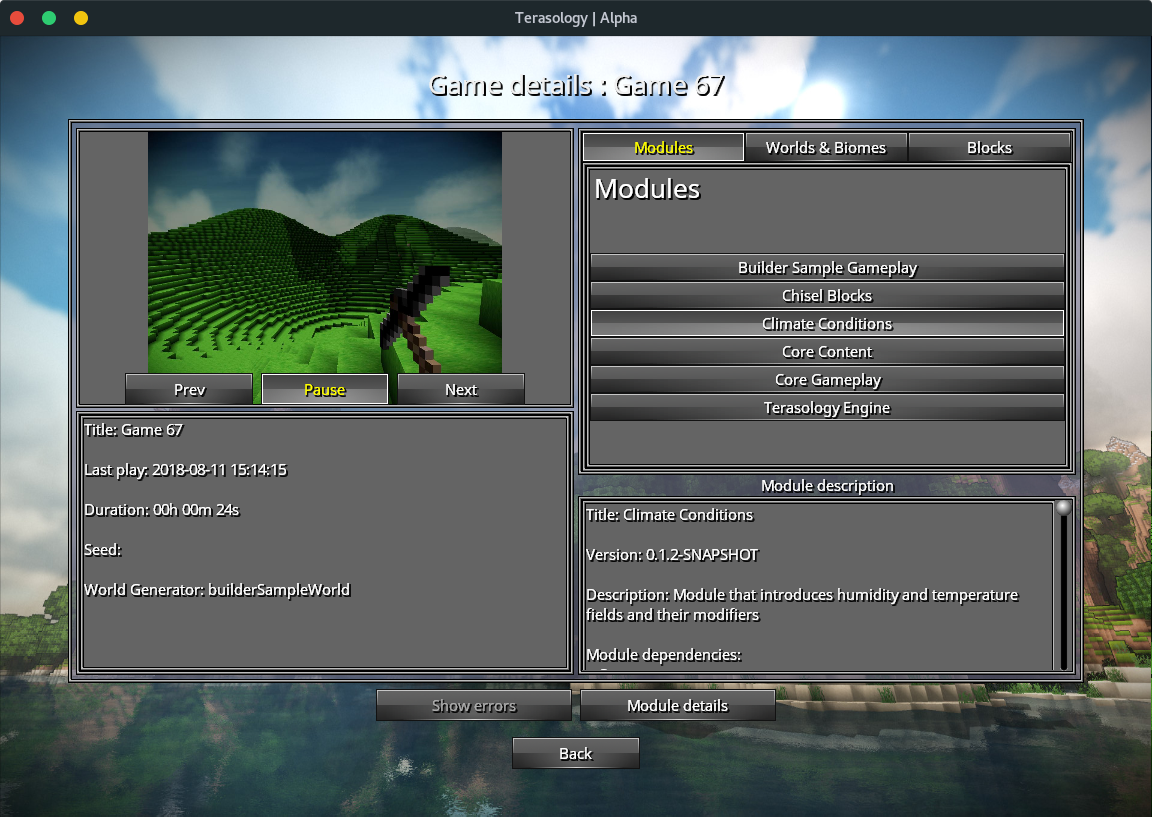 Terasology | Alpha
Game details : Game 67
Prev
Pause
Next
Title: Game 67
Last play: 2018-08-11 15:14:15
Duration: 00h 00m 24s
Seed:
World Generator: builderSampleWorld
Modules
Worlds & Biomes
Blocks
Modules
Builder Sample Gameplay
Chisel Blocks
Climate Conditions
Core Content
Core Gameplay
Terasology Engine
Module description
Title: Climate Conditions
Version: 0.1.2-SNAPSHOT
Description: Module that introduces humidity and temperature
fields and their modifiers
Module dependencies:
Show errors
Module details
Back